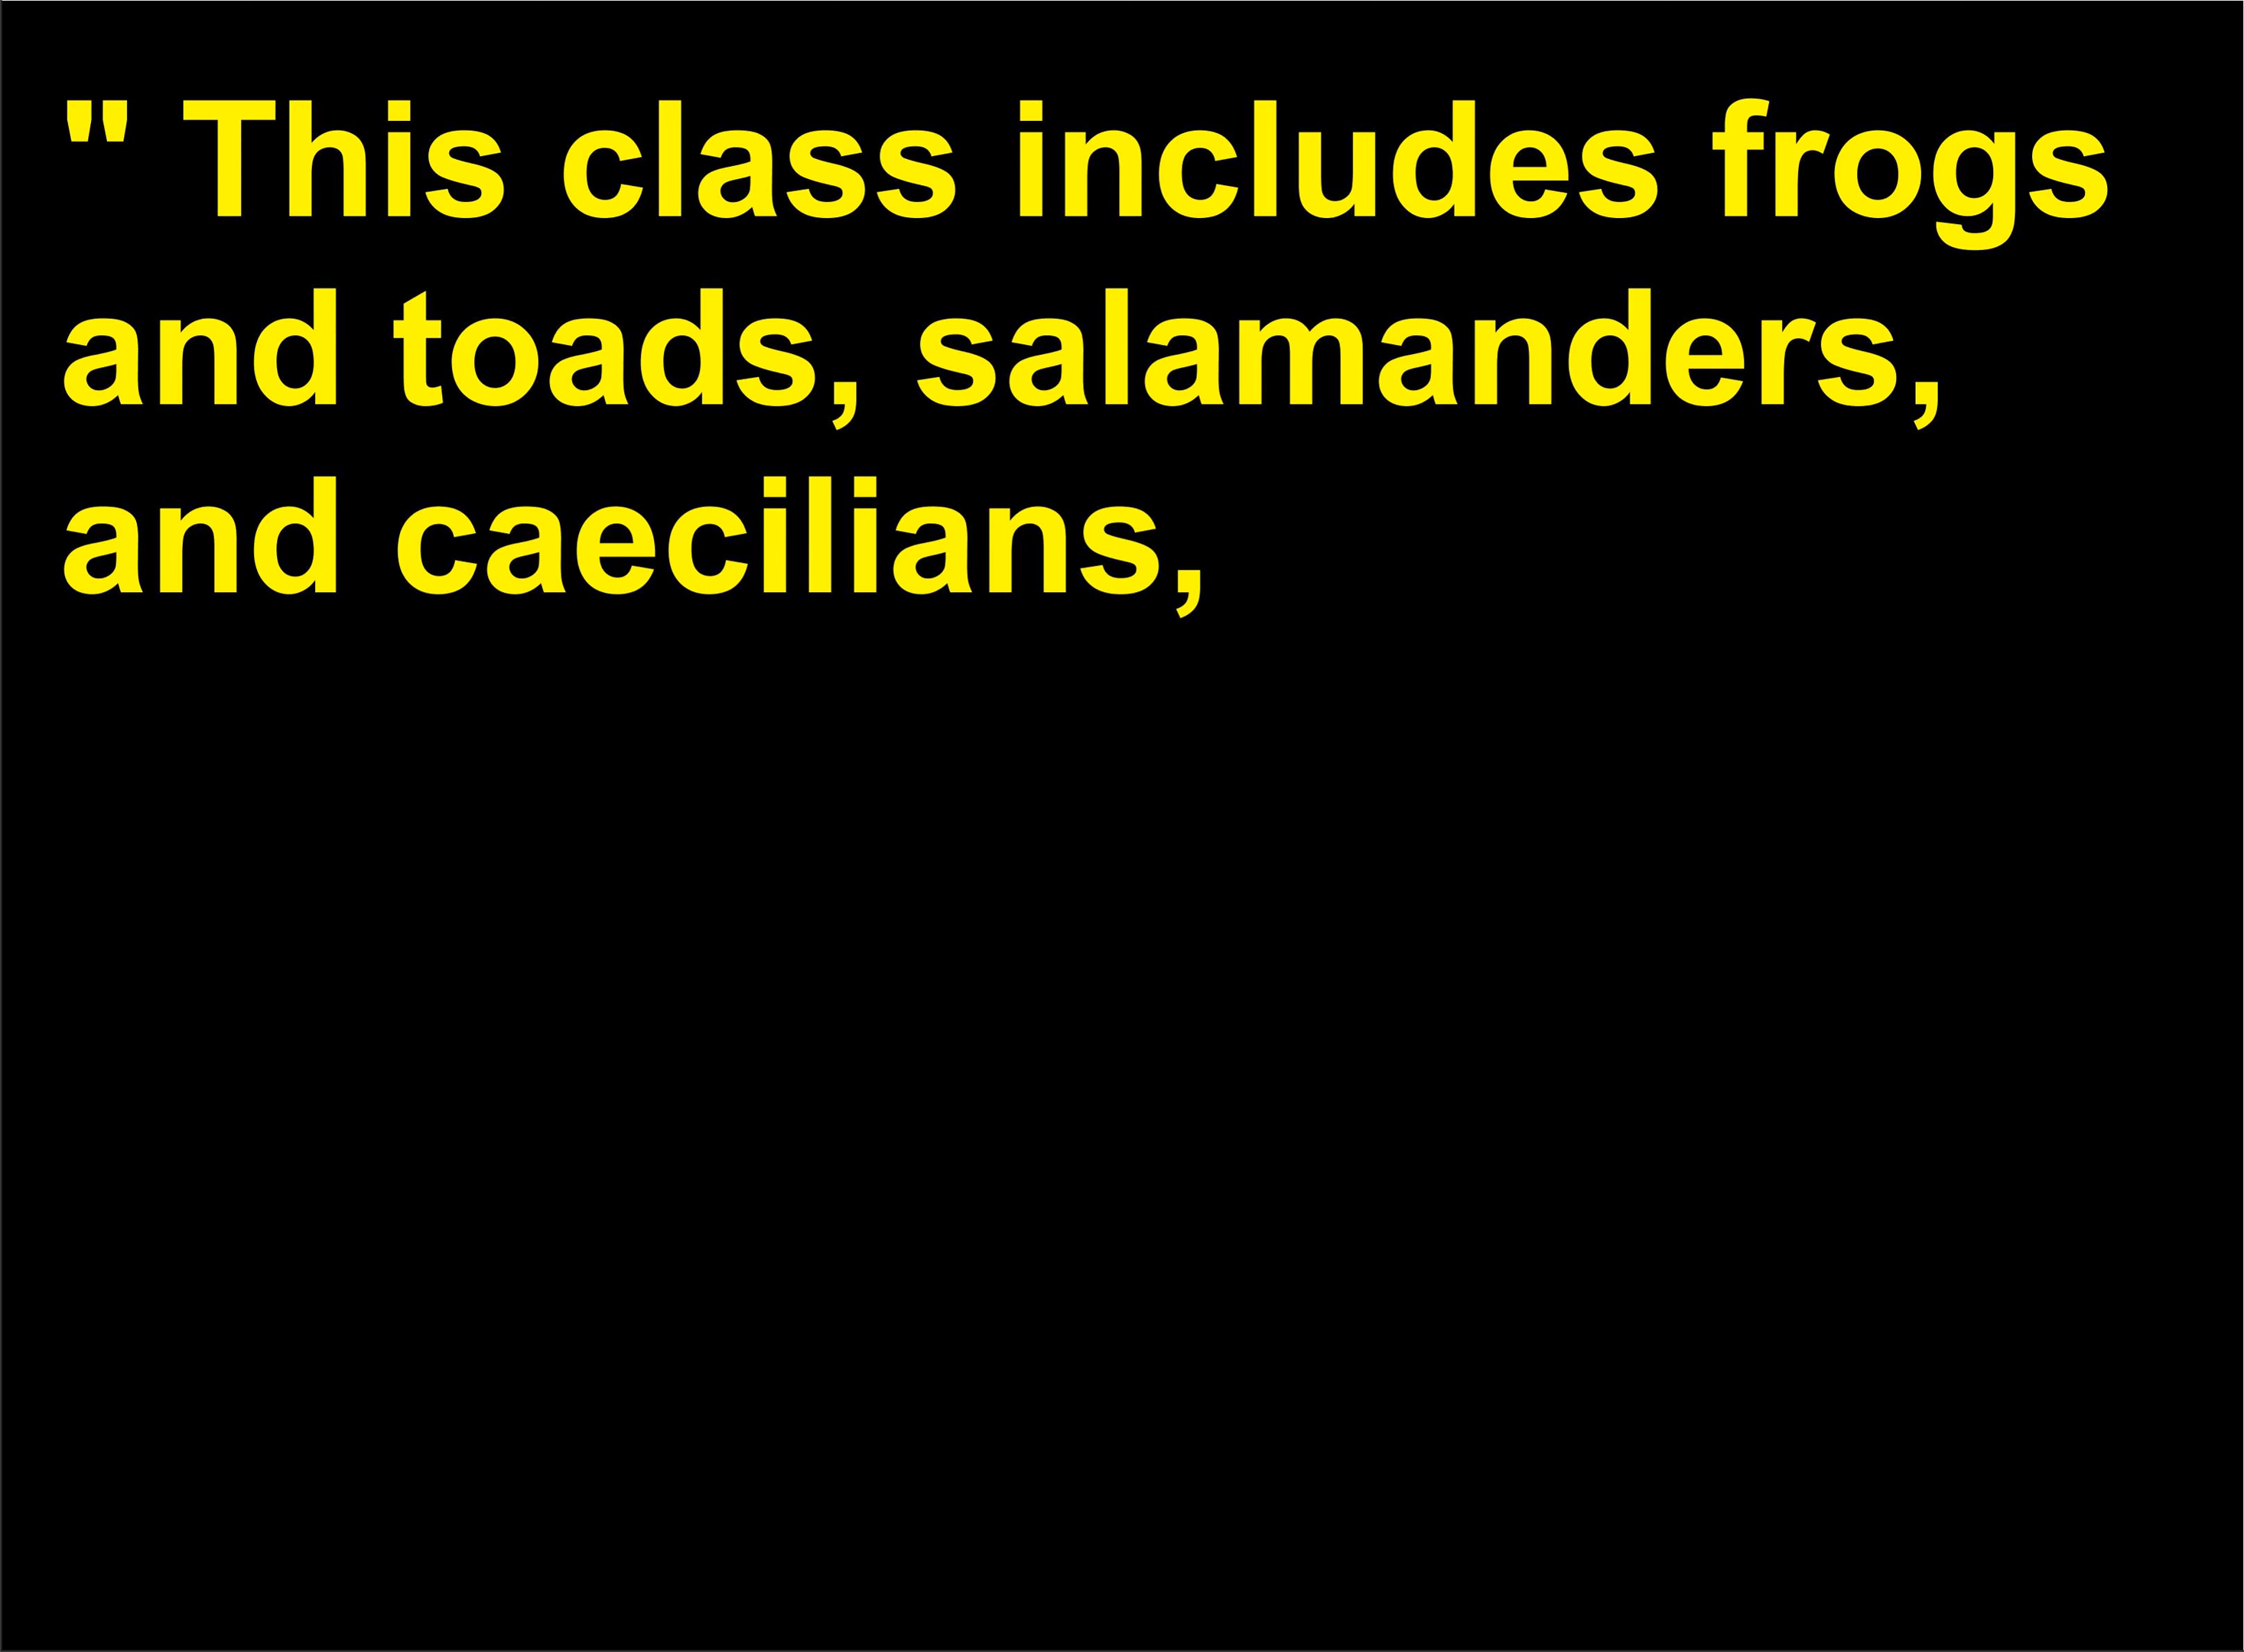 " This class includes frogs
and toads, salamanders,
and caecilians,